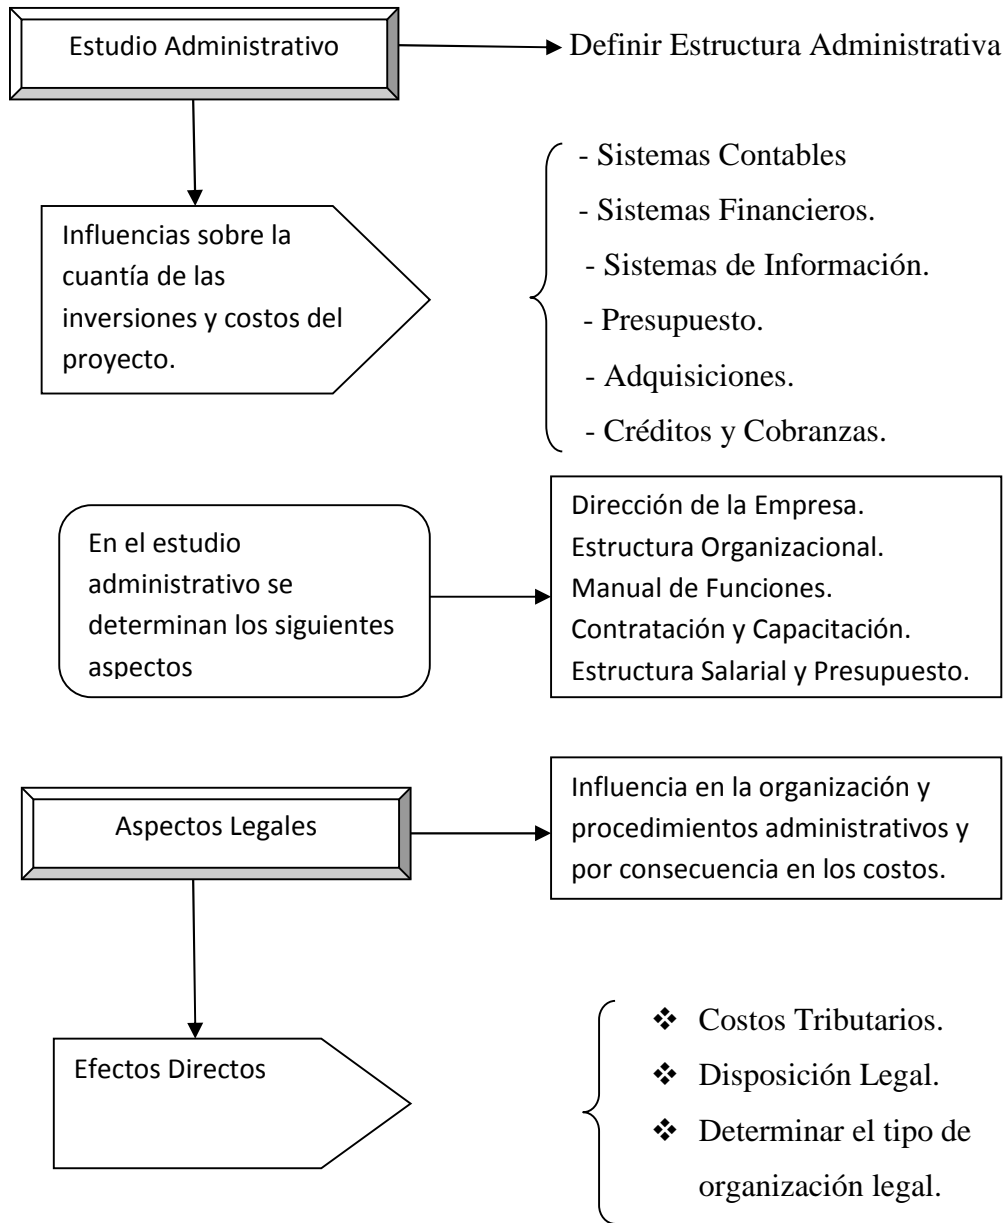 Estudio Administrativo
Definir Estructura Administrativa
Influencias sobre la
cuantía de las
inversiones y costos del
proyecto.
- Sistemas Contables
- Sistemas Financieros.
- Sistemas de Información.
- Presupuesto.
- Adquisiciones.
- Créditos y Cobranzas.
En el estudio
administrativo se
determinan los siguientes
aspectos
Dirección de la Empresa.
Estructura Organizacional.
Manual de Funciones.
Contratación y Capacitación.
Estructura Salarial y Presupuesto.
Aspectos Legales
Influencia en la organización y
procedimientos administrativos y
por consecuencia en los costos.
Efectos Directos
❖ Costos Tributarios.
❖ Disposición Legal.
❖ Determinar el tipo de
organización legal.